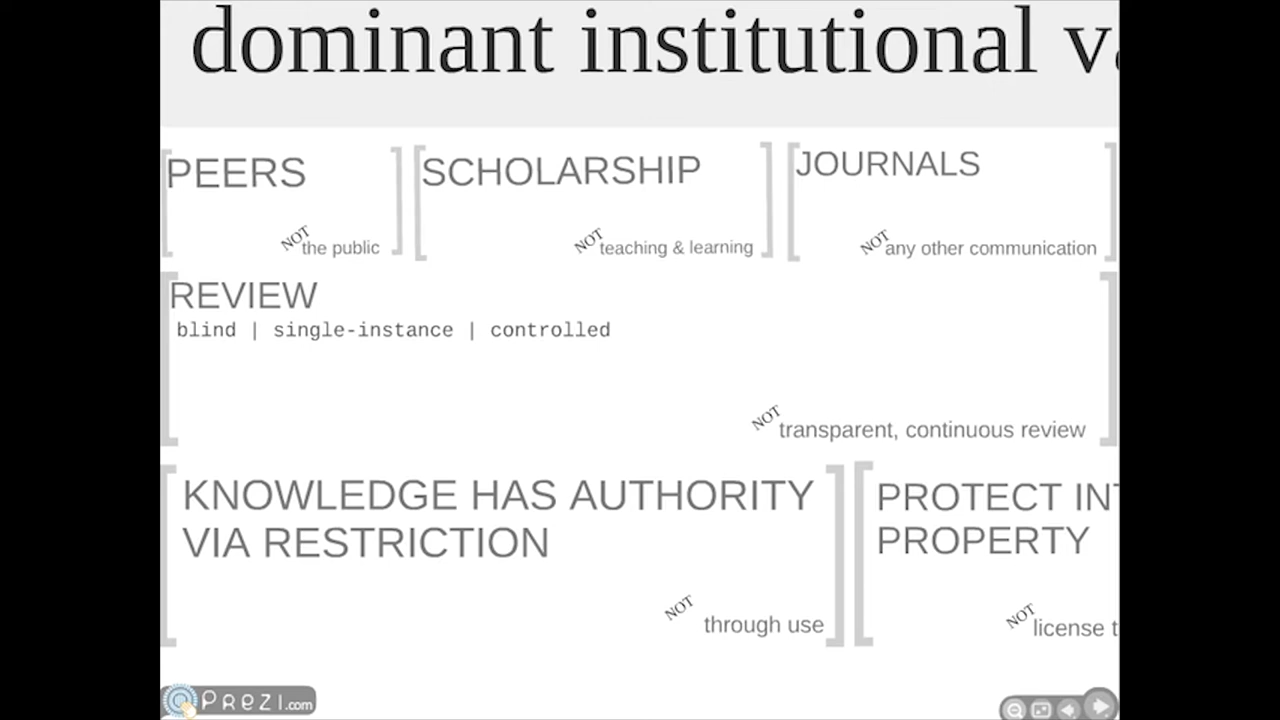 dominant institutional va
PEERS
NOT the public
SCHOLARSHIP
NOT teaching & learning
JOURNALS
NOT any other communication
REVIEW
blind | single-instance | controlled
NOT transparent, continuous review
KNOWLEDGE HAS AUTHORITY
VIA RESTRICTION
NOT through use
PROTECT INT
PROPERTY
NOT license t
Prezi.com